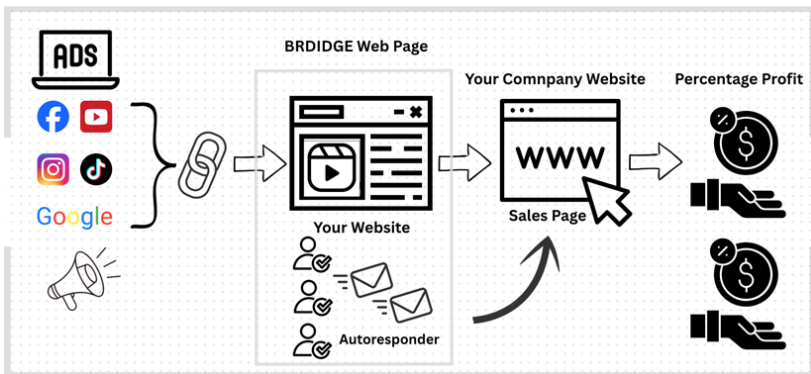 ADS
BRDIDGE Web Page
Your Comnpany Website
Percentage Profit
Google
WWW
Your Website
Sales Page
Autoresponder
%
$
%
$